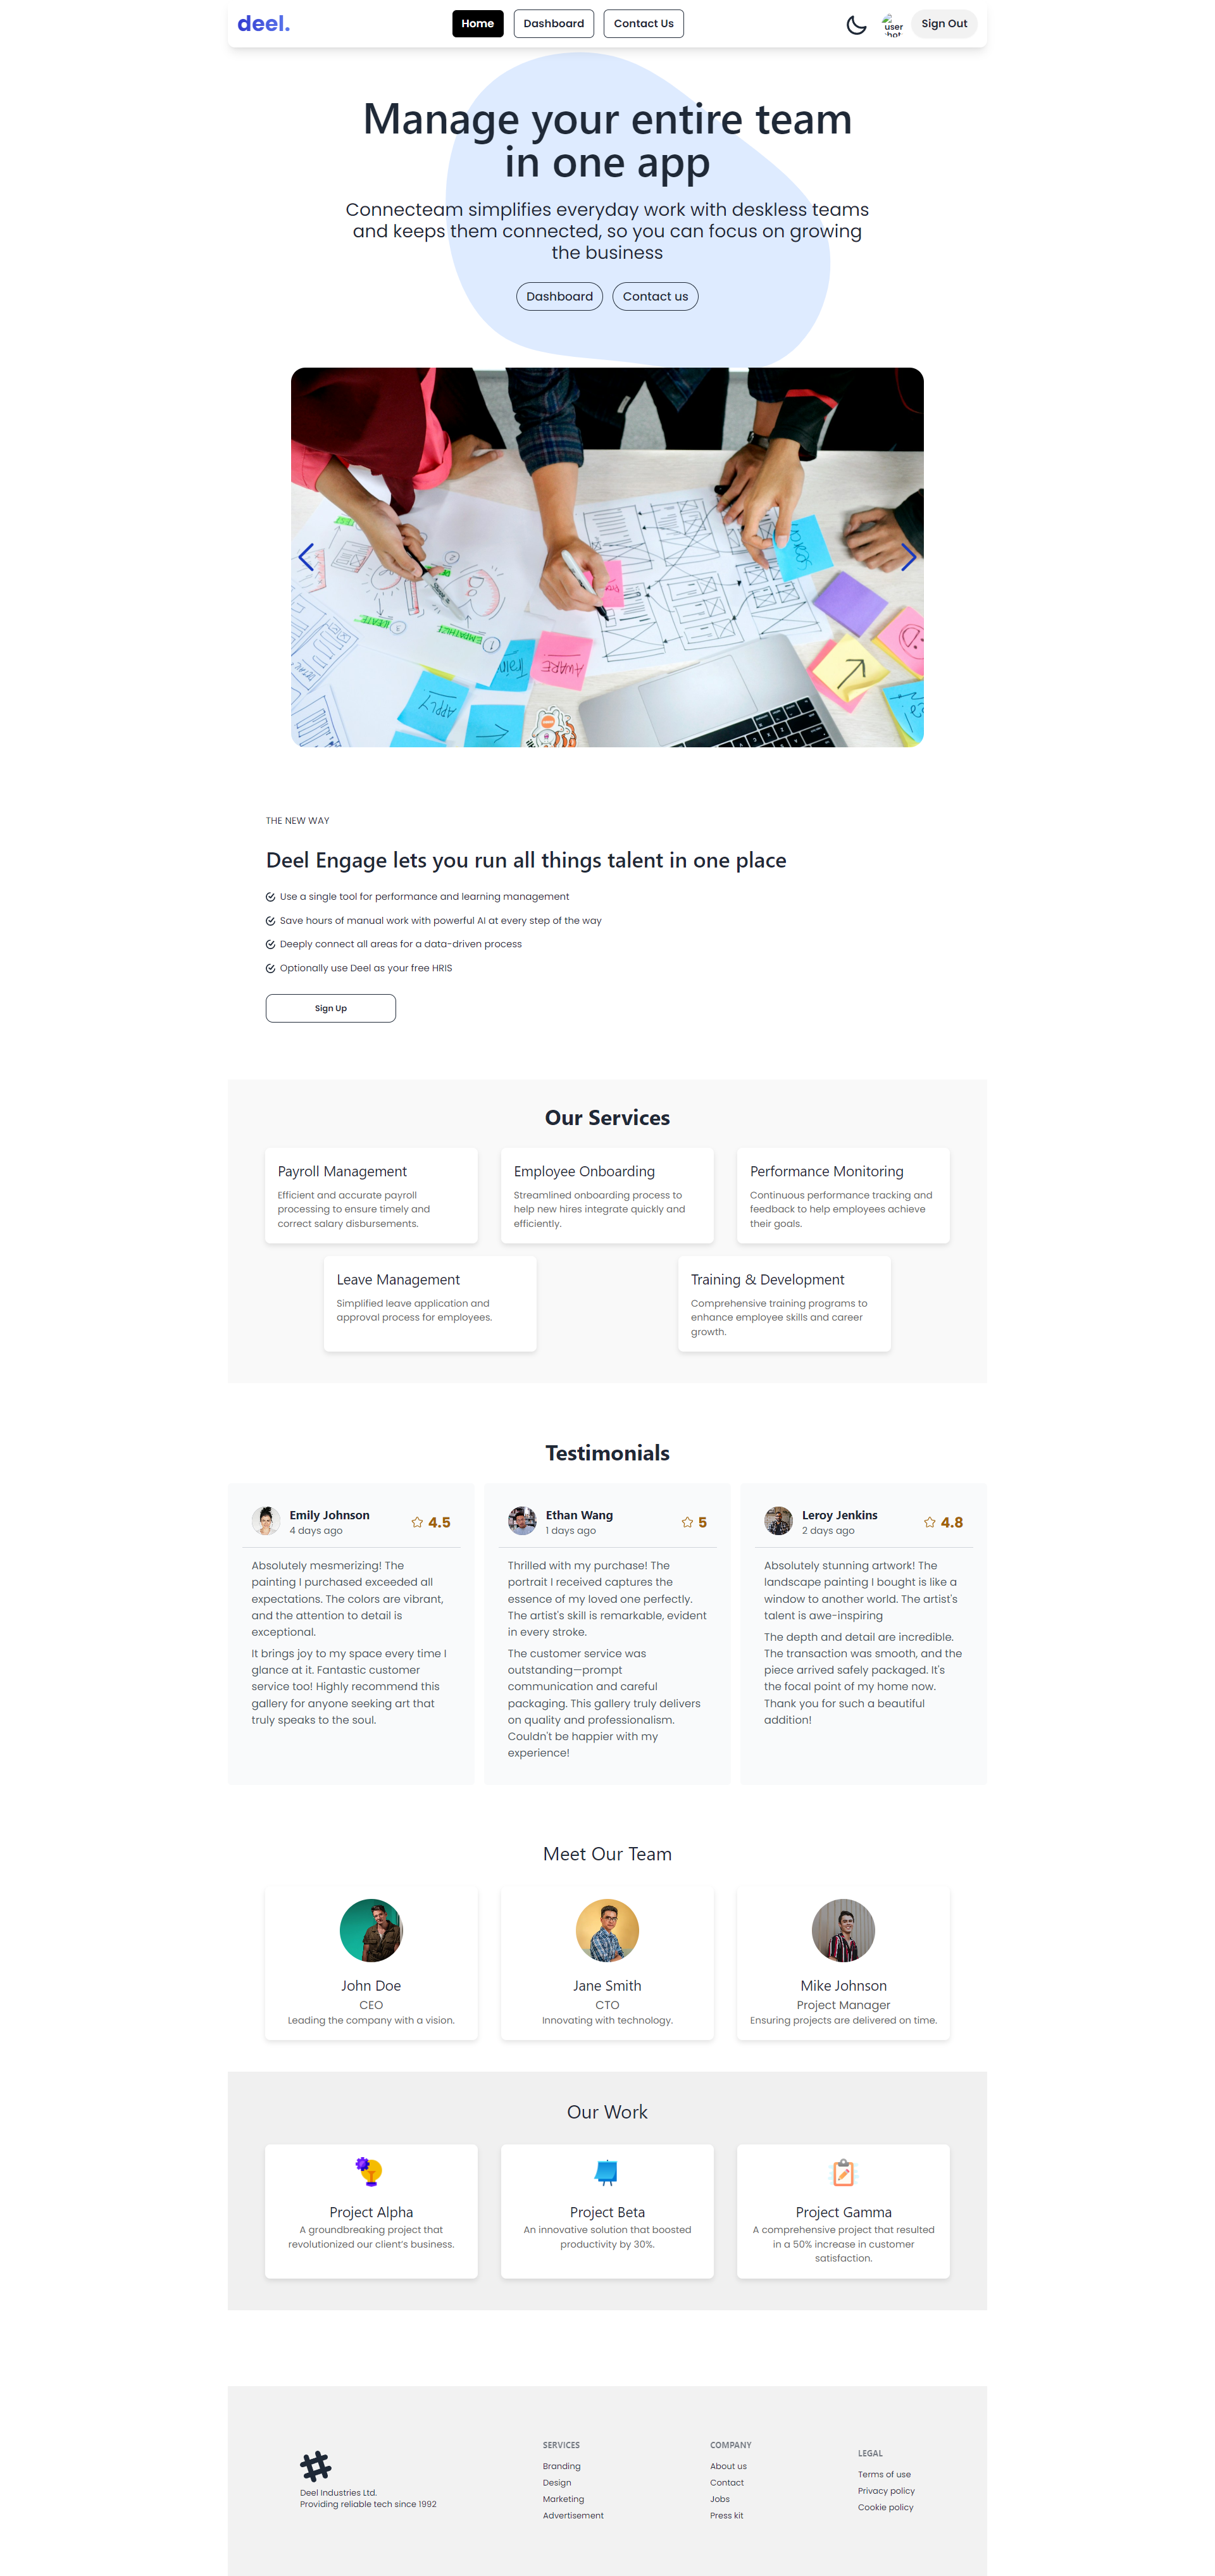 deel.
Home
Dashboard
Contact Us
user
Sign Out
Manage your entire team
in one app
Connecteam simplifies everyday work with deskless teams
and keeps them connected, so you can focus on growing
the business
Dashboard
Contact us
AWARE
APPLY
THE NEW WAY
Deel Engage lets you run all things talent in one place
Use a single tool for performance and learning management
Save hours of manual work with powerful AI at every step of the way
Deeply connect all areas for a data-driven process
Optionally use Deel as your free HRIS
Sign Up
Our Services
Payroll Management
Efficient and accurate payroll
processing to ensure timely and
correct salary disbursements.
Employee Onboarding
Streamlined onboarding process to
help new hires integrate quickly and
efficiently.
Performance Monitoring
Continuous performance tracking and
feedback to help employees achieve
their goals.
Leave Management
Simplified leave application and
approval process for employees.
Training & Development
Comprehensive training programs to
enhance employee skills and career
growth.
Testimonials
Emily Johnson
4 days ago
4.5
Absolutely mesmerizing! The
painting I purchased exceeded all
expectations. The colors are vibrant,
and the attention to detail is
exceptional.
It brings joy to my space every time I
glance at it. Fantastic customer
service too! Highly recommend this
gallery for anyone seeking art that
truly speaks to the soul.
Ethan Wang
1 days ago
5
Thrilled with my purchase! The
portrait I received captures the
essence of my loved one perfectly.
The artist's skill is remarkable, evident
in every stroke.
The customer service was
outstanding—prompt
communication and careful
packaging. This gallery truly delivers
on quality and professionalism.
Couldn't be happier with my
experience!
Leroy Jenkins
2 days ago
4.8
Absolutely stunning artwork! The
landscape painting I bought is like a
window to another world. The artist's
talent is awe-inspiring
The depth and detail are incredible.
The transaction was smooth, and the
piece arrived safely packaged. It's
the focal point of my home now.
Thank you for such a beautiful
addition!
Meet Our Team
John Doe
CEO
Leading the company with a vision.
Jane Smith
CTO
Innovating with technology.
Mike Johnson
Project Manager
Ensuring projects are delivered on time.
Our Work
Project Alpha
A groundbreaking project that
revolutionized our client's business.
Project Beta
An innovative solution that boosted
productivity by 30%.
Project Gamma
A comprehensive project that resulted
in a 50% increase in customer
satisfaction.
Deel Industries Ltd.
Providing reliable tech since 1992
SERVICES
Branding
Design
Marketing
Advertisement
COMPANY
About us
Contact
Jobs
Press kit
LEGAL
Terms of use
Privacy policy
Cookie policy